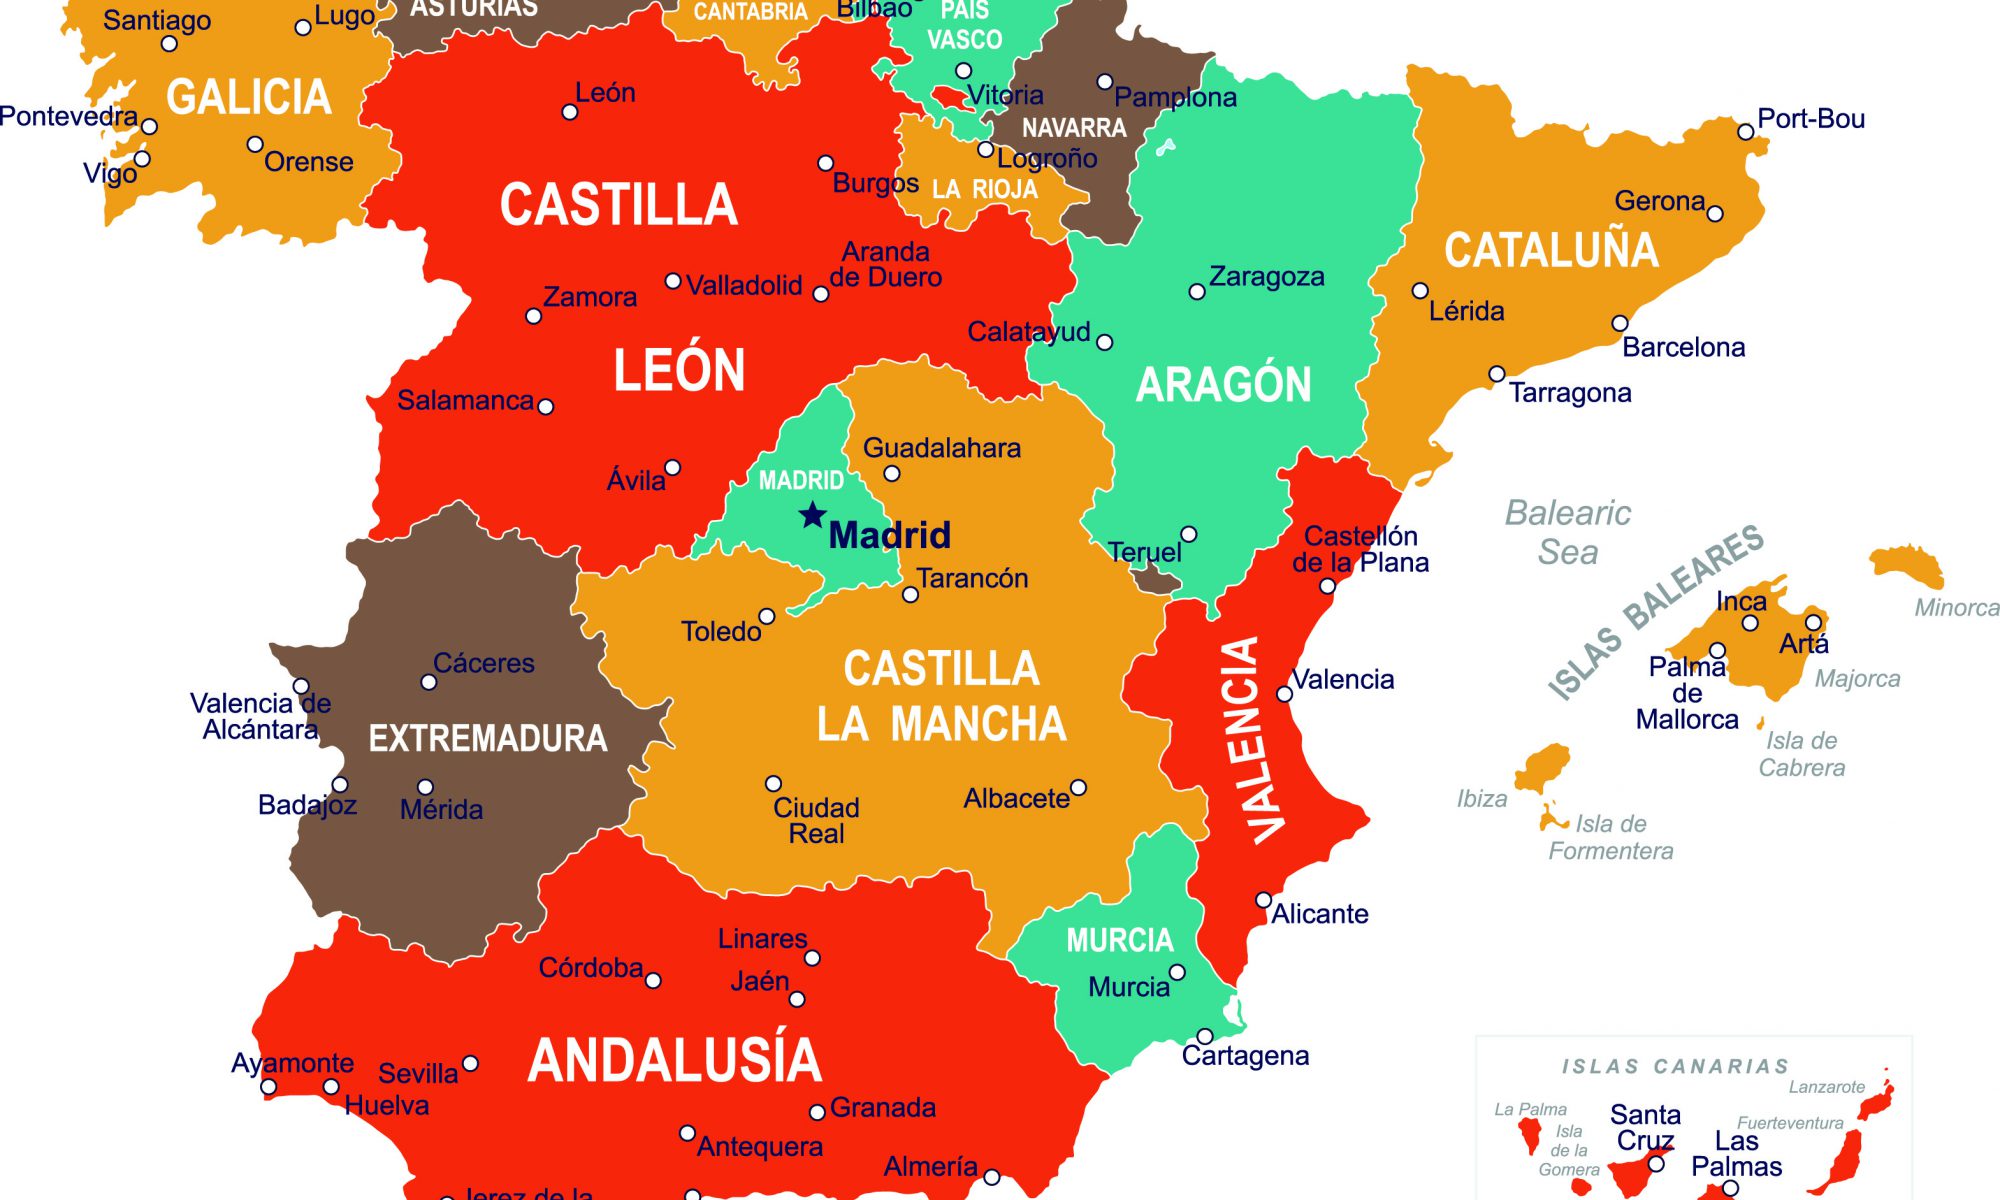 ASTURIAS
CANTABRIA
Bilbao
PAIS
VASCO
Santiago
Lugo
León
GALICIA
Vitoria
Pamplona
Pontevedra
NAVARRA
Port-Bou
Vigo
Orense
Burgos
Logroño
LA RIOJA
CASTILLA
Gerona
CATALUÑA
Aranda
de Duero
Zamora
Valladolid
Zaragoza
Lérida
Calatayud
Barcelona
LEÓN
ARAGÓN
Salamanca
Tarragona
Guadalahara
Ávila
MADRID
Madrid
Balearic
Sea
Castellón
de la Plana
Teruel
ISLAS BALEARES
Tarancón
Inca
Minorca
Toledo
Artá
Cáceres
CASTILLA
LA MANCHA
VALENCIA
Valencia
Palma
de
Mallorca
Majorca
Valencia de
Alcántara
EXTREMADURA
Isla de
Cabrera
Badajoz
Mérida
Ciudad
Real
Albacete
Ibiza
Isla de
Formentera
Alicante
Linares
MURCIA
Córdoba
Jaén
Murcia
ANDALUSÍA
Cartagena
Ayamonte
Sevilla
Huelva
Granada
Antequera
Almería
Jerez de la
ISLAS CANARIAS
Lanzarote
La Palma
Santa
Cruz
Fuerteventura
Isla
de la
Gomera
Las
Palmas